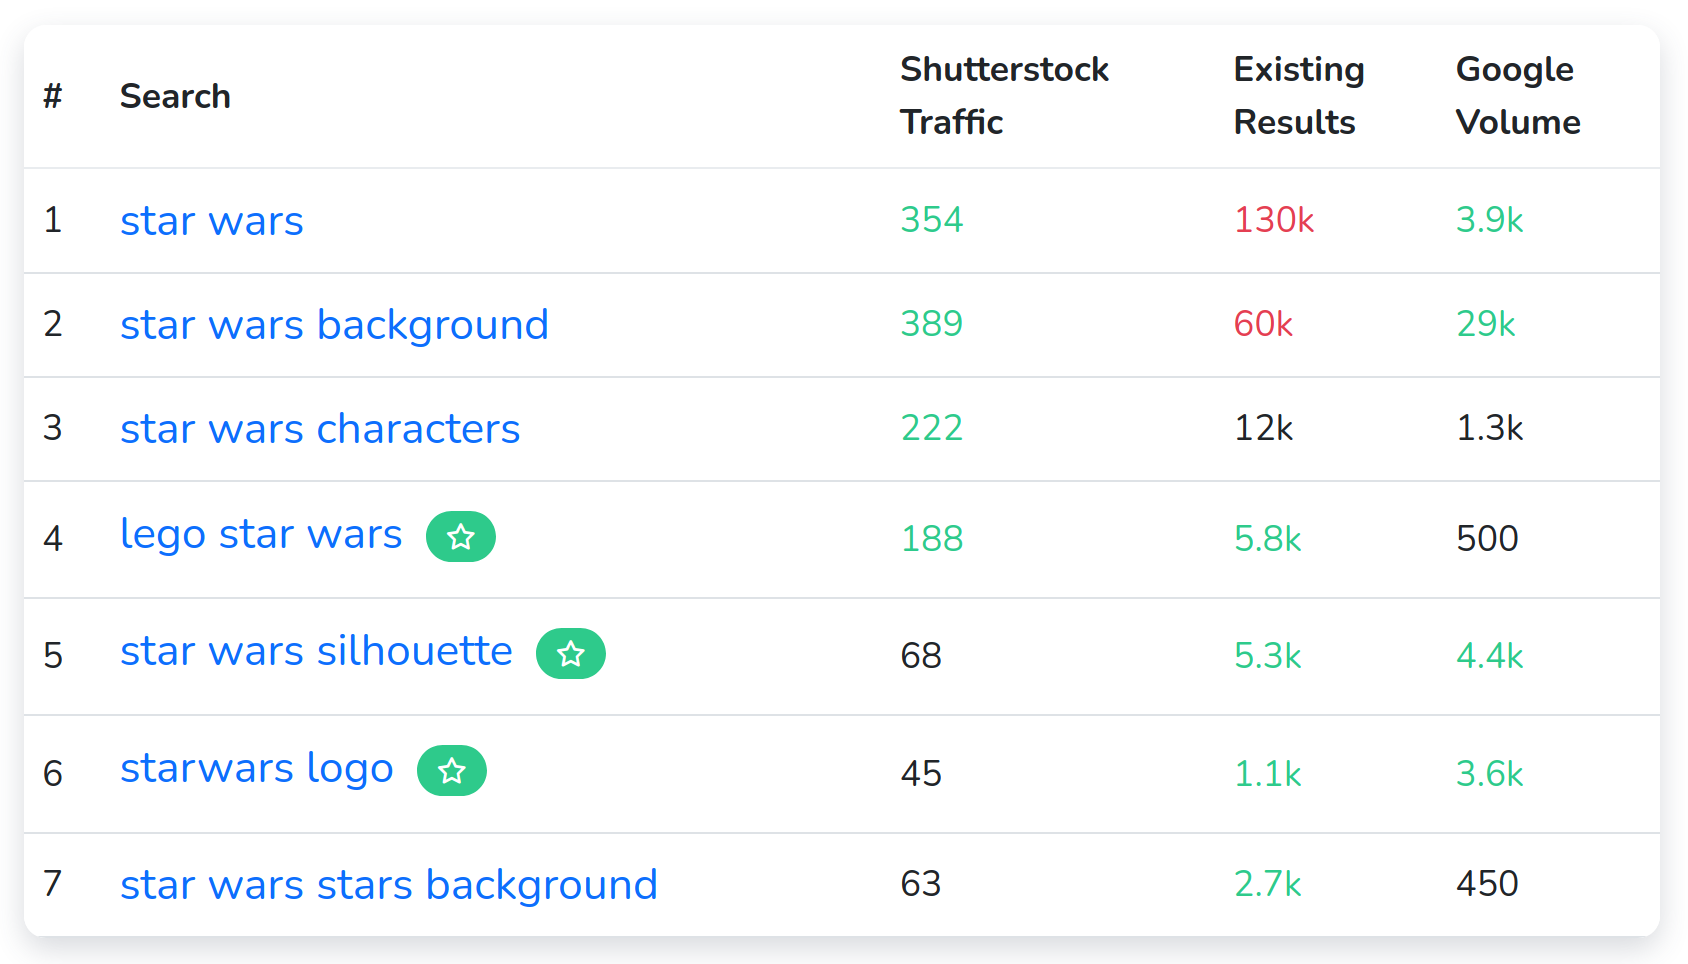 # Search Shutterstock Traffic Existing Results Google Volume
1 star wars 354 130k 3.9k
2 star wars background 389 60k 29k
3 star wars characters 222 12k 1.3k
4 lego star wars 188 5.8k 500
5 star wars silhouette 68 5.3k 4.4k
6 starwars logo 45 1.1k 3.6k
7 star wars stars background 63 2.7k 450